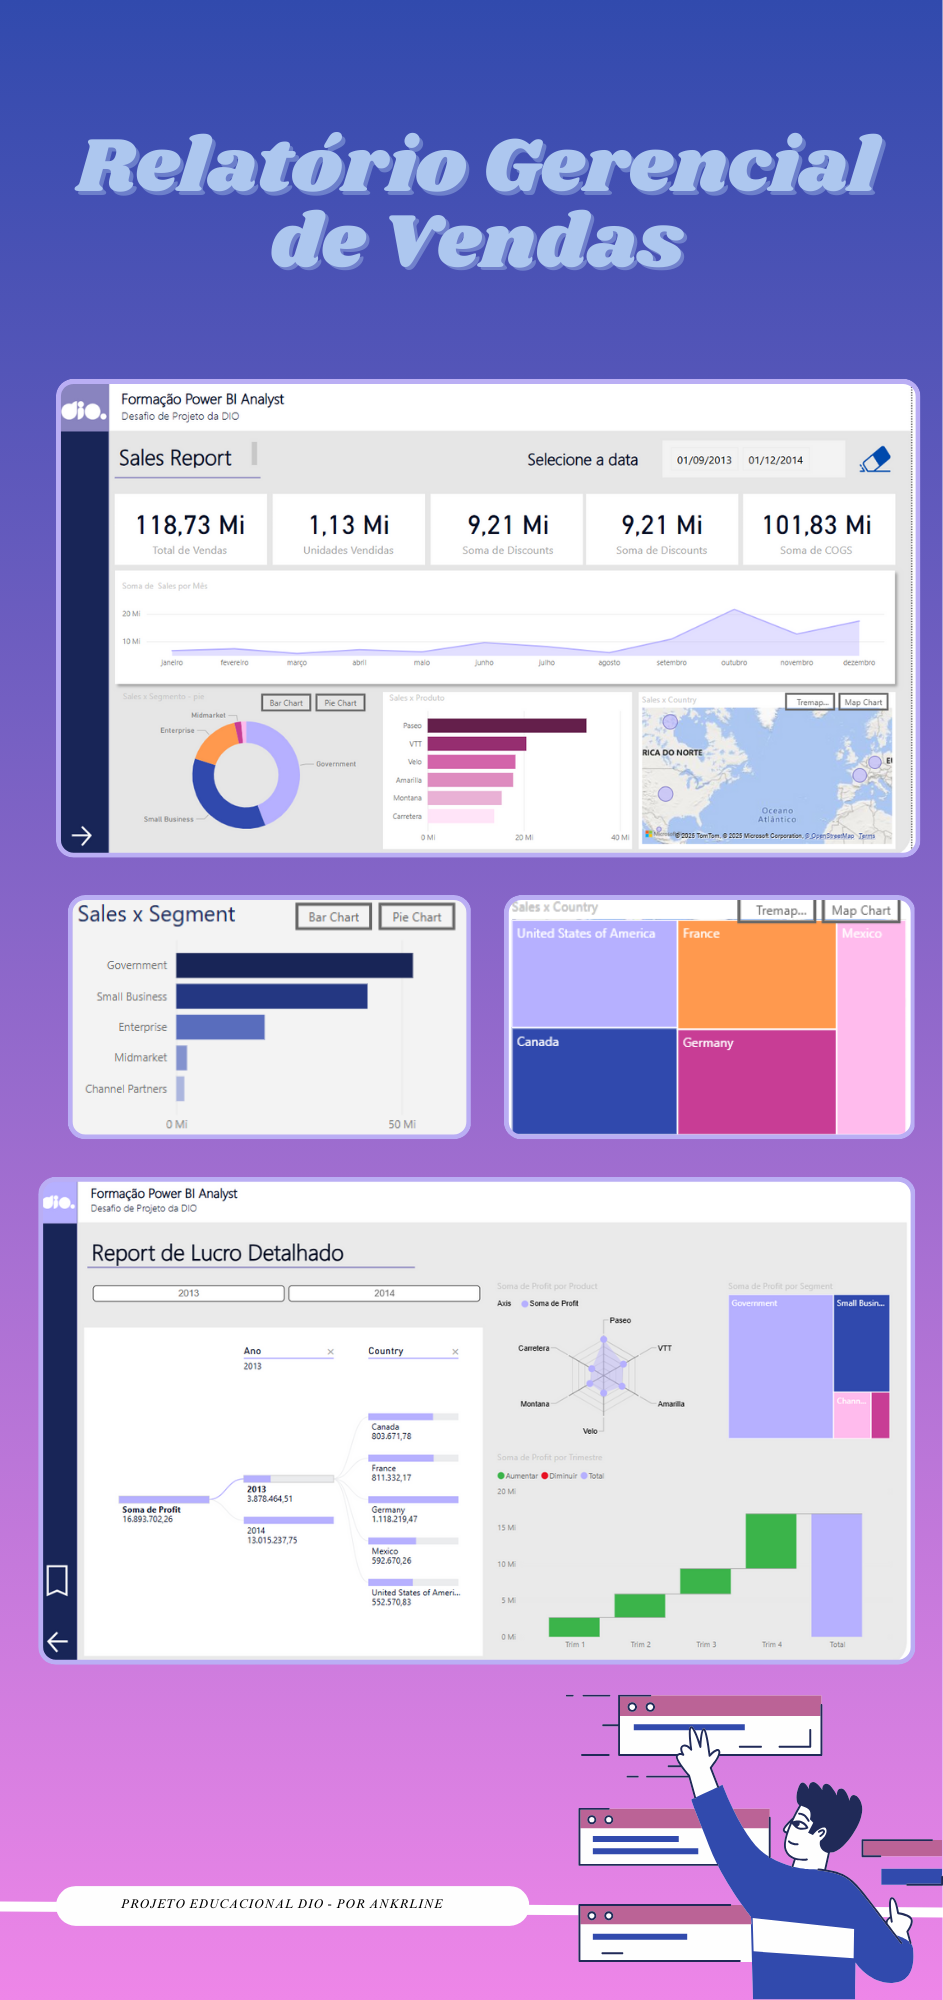 Relatório Gerencial
de Vendas
dio.
Formação Power BI Analyst
Desafio de Projeto da DIO
Sales Report
Selecione a data
01/09/2013 01/12/2014
118,73 Mi
Total de Vendas
1,13 Mi
Unidades Vendidas
9,21 Mi
Soma de Discounts
9,21 Mi
Soma de Discounts
101,83 Mi
Soma de COGS
Soma de Sales por Mês
20 Mi
10 Mi
janeiro fevereiro março abril maio junho julho agosto setembro outubro novembro dezembro
Sales x Segmento - pie
Bar Chart Pie Chart
Midmarket
Enterprise
Government
Small Business
Sales x Produto
Paseo
VTT
Velo
Amarilla
Montana
Carretera
0 Mi 20 Mi 40 Mi
Sales x Country
Tremap... Map Chart
RICA DO NORTE
EU
Oceano
Atlântico
Microsoft
© 2025 TomTom, © 2025 Microsoft Corporation, © OpenStreetMap Terms
Sales x Segment
Bar Chart Pie Chart
Government
Small Business
Enterprise
Midmarket
Channel Partners
0 Mi 50 Mi
Sales x Country
Tremap... Map Chart
United States of America
France
Mexico
Canada
Germany
dio.
Formação Power BI Analyst
Desafio de Projeto da DIO
Report de Lucro Detalhado
2013 2014
Ano ×
2013
Country ×
Soma de Profit
16.893.702,26
2013
3.878.464,51
2014
13.015.237,75
Canada
803.671,78
France
811.332,17
Germany
1.118.219,47
Mexico
592.670,26
United States of Ameri...
552.570,83
Soma de Profit por Product
Axis Soma de Profit
Paseo
VTT
Amarilla
Velo
Montana
Carretera
Soma de Profit por Segment
Government
Small Busin...
Chann...
Soma de Profit por Trimestre
Aumentar Diminuir Total
20 Mi
15 Mi
10 Mi
5 Mi
0 Mi
Trim 1 Trim 2 Trim 3 Trim 4 Total
PROJETO EDUCACIONAL DIO - POR ANKRLINE